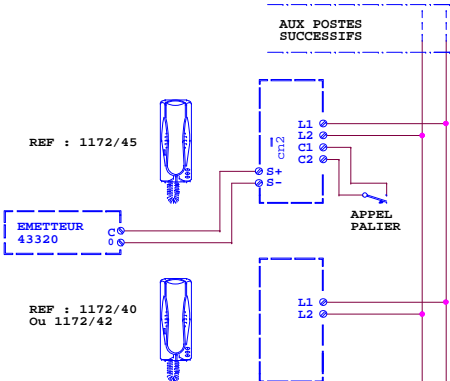 AUX POSTES
SUCCESSIFS
REF : 1172/45
cn2
L1
L2
C1
C2
S+
S-
APPEL
PALIER
EMETTEUR
43320
C
0
REF : 1172/40
Ou 1172/42
L1
L2